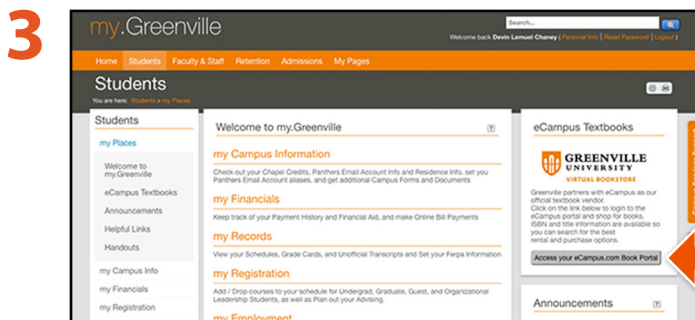 3
my.Greenville
Search...
Welcome back Devin Lemuel Chaney ( Personal Info | Reset Password | Logout )
Home Students Faculty & Staff Retention Admissions My Pages
Students
You are here: Students > my Places
Students
my Places
Welcome to
my.Greenville
eCampus Textbooks
Announcements
Helpful Links
Handouts
my Campus Info
my Financials
my Registration
Welcome to my.Greenville
my Campus Information
Check out your Chapel Credits, Panthers Email Account Info and Residence Info, set you
Panthers Email Account aliases, and get additional Campus Forms and Documents
my Financials
Keep track of your Payment History and Financial Aid, and make Online Bill Payments
my Records
View your Schedules, Grade Cards, and Unofficial Transcripts and Set your Ferpa Information
my Registration
Add / Drop courses to your schedule for Undergrad, Graduate, Guest, and Organizational
Leadership Students, as well as Plan out your Advising.
my Employment
eCampus Textbooks
GREENVILLE
UNIVERSITY
VIRTUAL BOOKSTORE
Greenville partners with eCampus as our
official textbook vendor.
Click on the link below to login to the
eCampus portal and shop for books.
ISBN and title information are available so
you can search for the best
rental and purchase options.
Access your eCampus.com Book Portal
Announcements